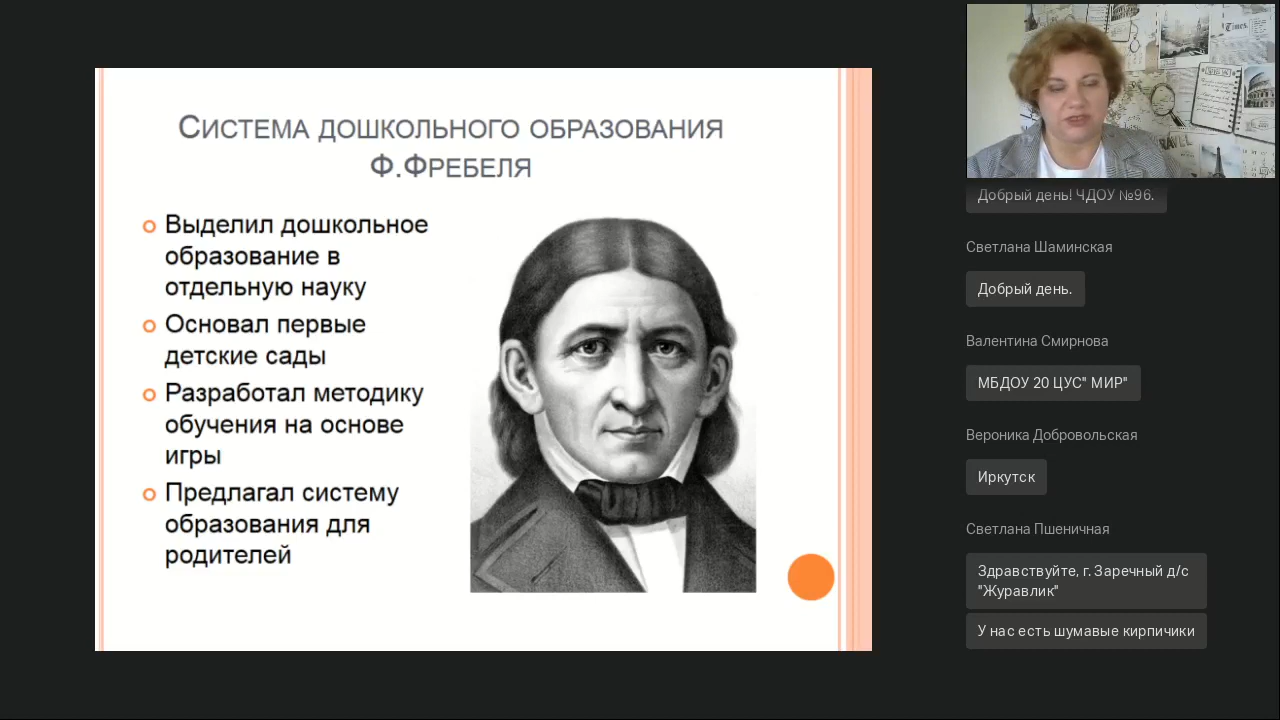 СИСТЕМА ДОШКОЛЬНОГО ОБРАЗОВАНИЯ
Ф.ФРЕБЕЛЯ
Выделил дошкольное
образование в
отдельную науку
Основал первые
детские сады
Разработал методику
обучения на основе
игры
Предлагал систему
образования для
родителей
Times
Добрый день! ЧДОУ №96.
Светлана Шаминская
Добрый день.
Валентина Смирнова
МБДОУ 20 ЦУС" МИР"
Вероника Добровольская
Иркутск
Светлана Пшеничная
Здравствуйте, г. Заречный д/с
"Журавлик"
У нас есть шумавые кирпичики